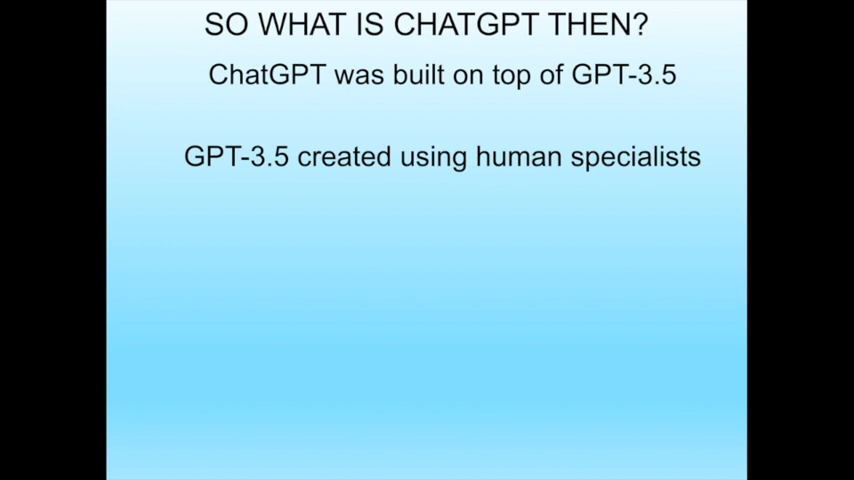 SO WHAT IS CHATGPT THEN?
ChatGPT was built on top of GPT-3.5
GPT-3.5 created using human specialists